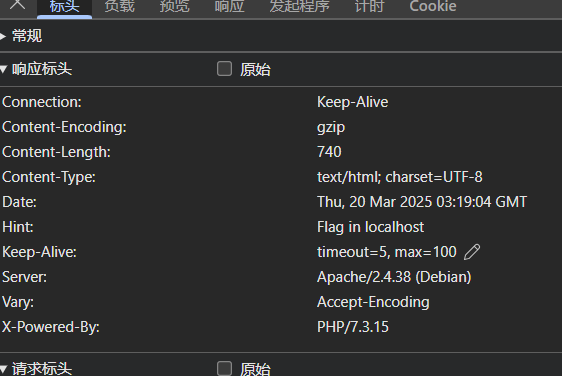 标头 负载 预览 响应 发起程序 计时 Cookie
常规
响应标头 原始
Connection: Keep-Alive
Content-Encoding: gzip
Content-Length: 740
Content-Type: text/html; charset=UTF-8
Date: Thu, 20 Mar 2025 03:19:04 GMT
Hint: Flag in localhost
Keep-Alive: timeout=5, max=100
Server: Apache/2.4.38 (Debian)
Vary: Accept-Encoding
X-Powered-By: PHP/7.3.15
请求标头 原始